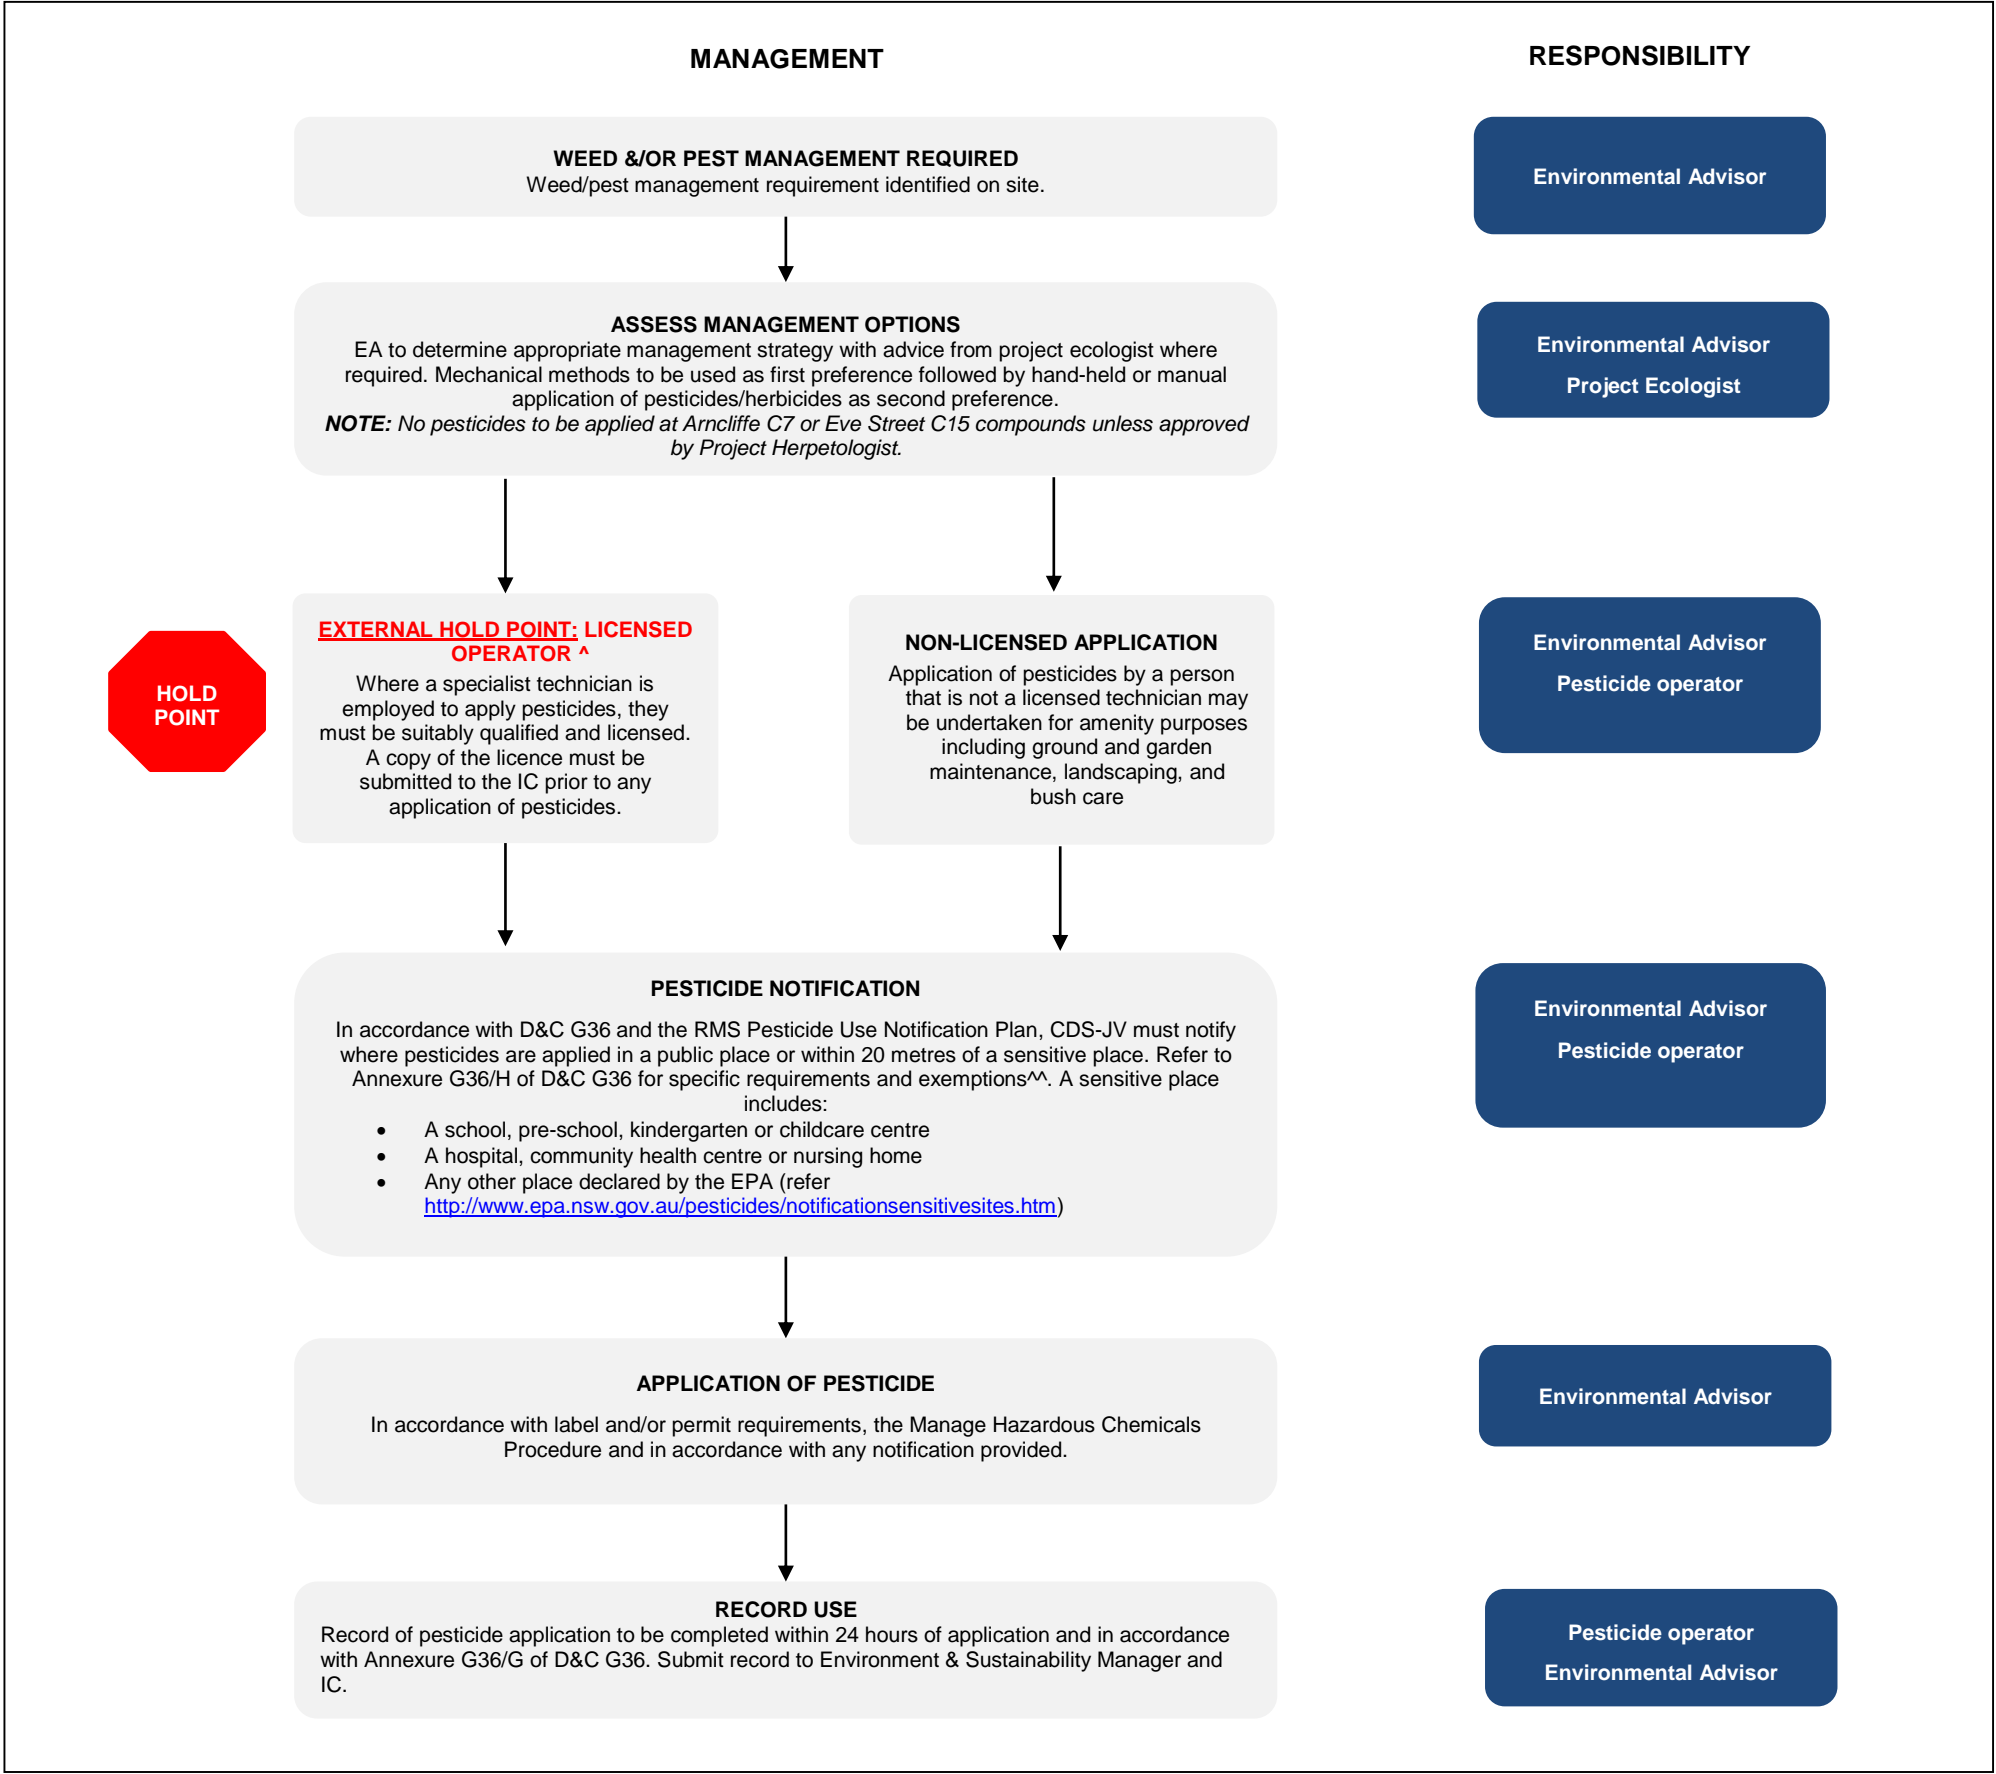 MANAGEMENT
RESPONSIBILITY
WEED &/OR PEST MANAGEMENT REQUIRED
Weed/pest management requirement identified on site.
Environmental Advisor
ASSESS MANAGEMENT OPTIONS
EA to determine appropriate management strategy with advice from project ecologist where
required. Mechanical methods to be used as first preference followed by hand-held or manual
application of pesticides/herbicides as second preference.
NOTE: No pesticides to be applied at Arncliffe C7 or Eve Street C15 compounds unless approved
by Project Herpetologist.
Environmental Advisor
Project Ecologist
HOLD
POINT
EXTERNAL HOLD POINT: LICENSED
OPERATOR ^
Where a specialist technician is
employed to apply pesticides, they
must be suitably qualified and licensed.
A copy of the licence must be
submitted to the IC prior to any
application of pesticides.
NON-LICENSED APPLICATION
Application of pesticides by a person
that is not a licensed technician may
be undertaken for amenity purposes
including ground and garden
maintenance, landscaping, and
bush care
Environmental Advisor
Pesticide operator
PESTICIDE NOTIFICATION
In accordance with D&C G36 and the RMS Pesticide Use Notification Plan, CDS-JV must notify
where pesticides are applied in a public place or within 20 metres of a sensitive place. Refer to
Annexure G36/H of D&C G36 for specific requirements and exemptions^^. A sensitive place
includes:
• A school, pre-school, kindergarten or childcare centre
• A hospital, community health centre or nursing home
• Any other place declared by the EPA (refer
http://www.epa.nsw.gov.au/pesticides/notificationsensitivesites.htm)
Environmental Advisor
Pesticide operator
APPLICATION OF PESTICIDE
In accordance with label and/or permit requirements, the Manage Hazardous Chemicals
Procedure and in accordance with any notification provided.
Environmental Advisor
RECORD USE
Record of pesticide application to be completed within 24 hours of application and in accordance
with Annexure G36/G of D&C G36. Submit record to Environment & Sustainability Manager and
IC.
Pesticide operator
Environmental Advisor